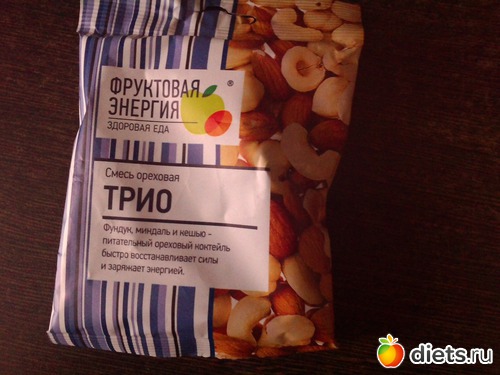 ФРУКТОВАЯ
ЭНЕРГИЯ
®
ЗДОРОВАЯ ЕДА
Смесь ореховая
ТРИО
Фундук, миндаль и кешью -
питательный ореховый коктейль
быстро восстанавливает силы
и заряжает энергией.
diets.ru